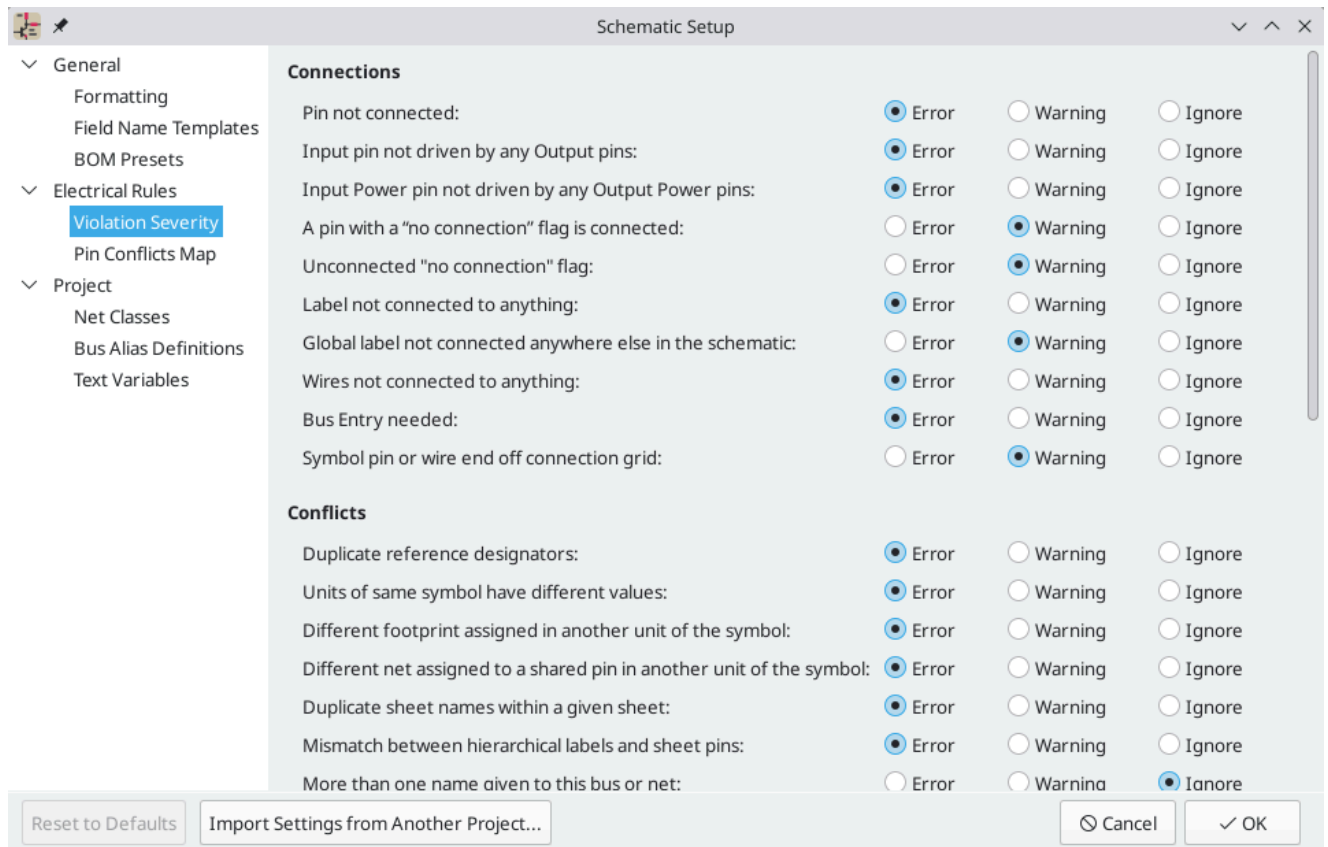 Schematic Setup
General
Formatting
Field Name Templates
BOM Presets
Electrical Rules
Violation Severity
Pin Conflicts Map
Project
Net Classes
Bus Alias Definitions
Text Variables
Connections
Pin not connected: Error Warning Ignore
Input pin not driven by any Output pins: Error Warning Ignore
Input Power pin not driven by any Output Power pins: Error Warning Ignore
A pin with a “no connection” flag is connected: Error Warning Ignore
Unconnected "no connection" flag: Error Warning Ignore
Label not connected to anything: Error Warning Ignore
Global label not connected anywhere else in the schematic: Error Warning Ignore
Wires not connected to anything: Error Warning Ignore
Bus Entry needed: Error Warning Ignore
Symbol pin or wire end off connection grid: Error Warning Ignore
Conflicts
Duplicate reference designators: Error Warning Ignore
Units of same symbol have different values: Error Warning Ignore
Different footprint assigned in another unit of the symbol: Error Warning Ignore
Different net assigned to a shared pin in another unit of the symbol: Error Warning Ignore
Duplicate sheet names within a given sheet: Error Warning Ignore
Mismatch between hierarchical labels and sheet pins: Error Warning Ignore
More than one name given to this bus or net: Error Warning Ignore
Reset to Defaults Import Settings from Another Project... Cancel OK